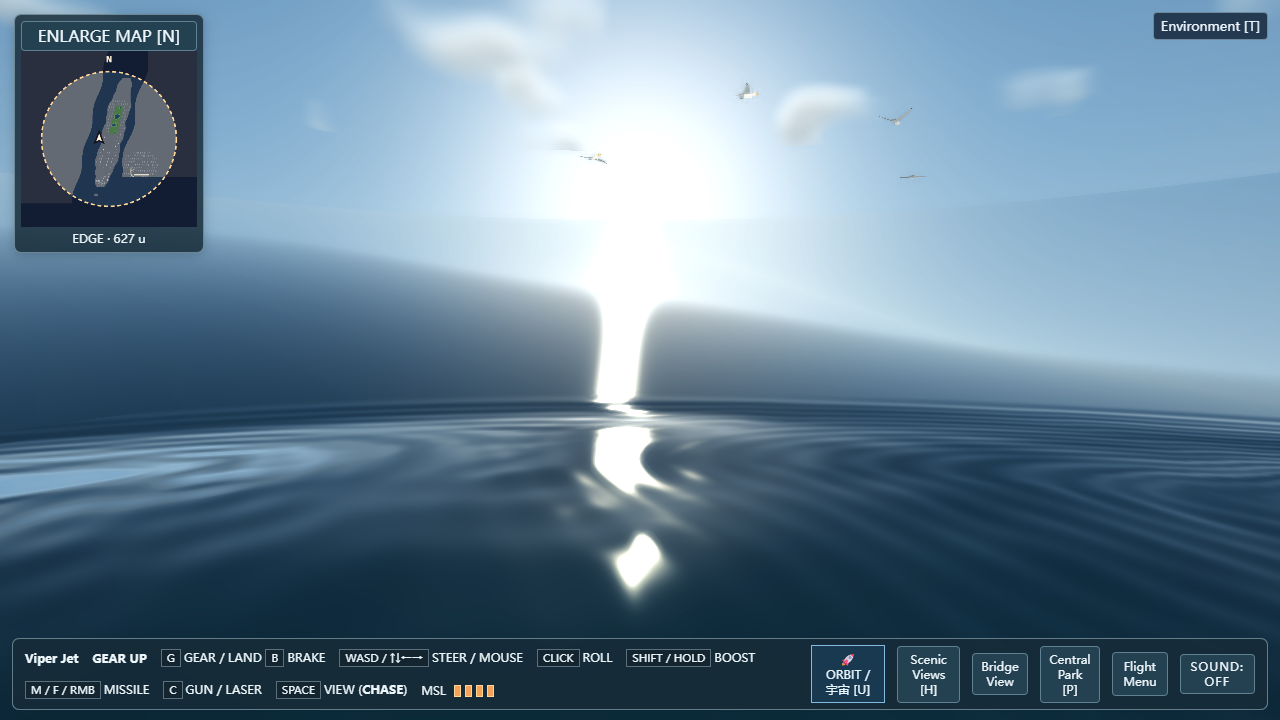 ENLARGE MAP [N]
N
EDGE · 627 u
Environment [T]
Viper Jet GEAR UP G GEAR / LAND B BRAKE WASD / ↑↓←→ STEER / MOUSE CLICK ROLL SHIFT / HOLD BOOST
M / F / RMB MISSILE C GUN / LASER SPACE VIEW (CHASE) MSL
🚀
ORBIT /
宇宙 [U]
Scenic
Views
[H]
Bridge
View
Central
Park
[P]
Flight
Menu
SOUND:
OFF